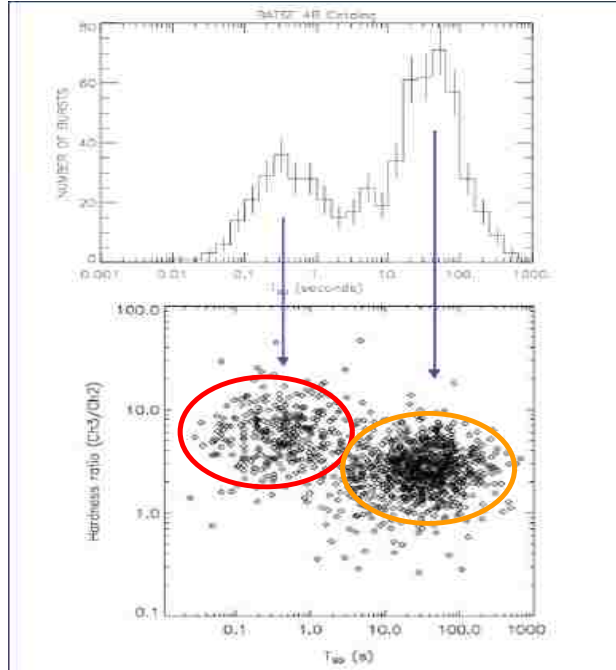 BATSE 4B Catalog
80
60
40
20
0
NUMBER OF BURSTS
0.001 0.01 0.1 1. 10. 100. 1000.
T90 (seconds)
100.0
10.0
1.0
0.1
Hardness ratio (Ch3/Ch2)
0.1 1.0 10.0 100.0 1000
T90 (s)